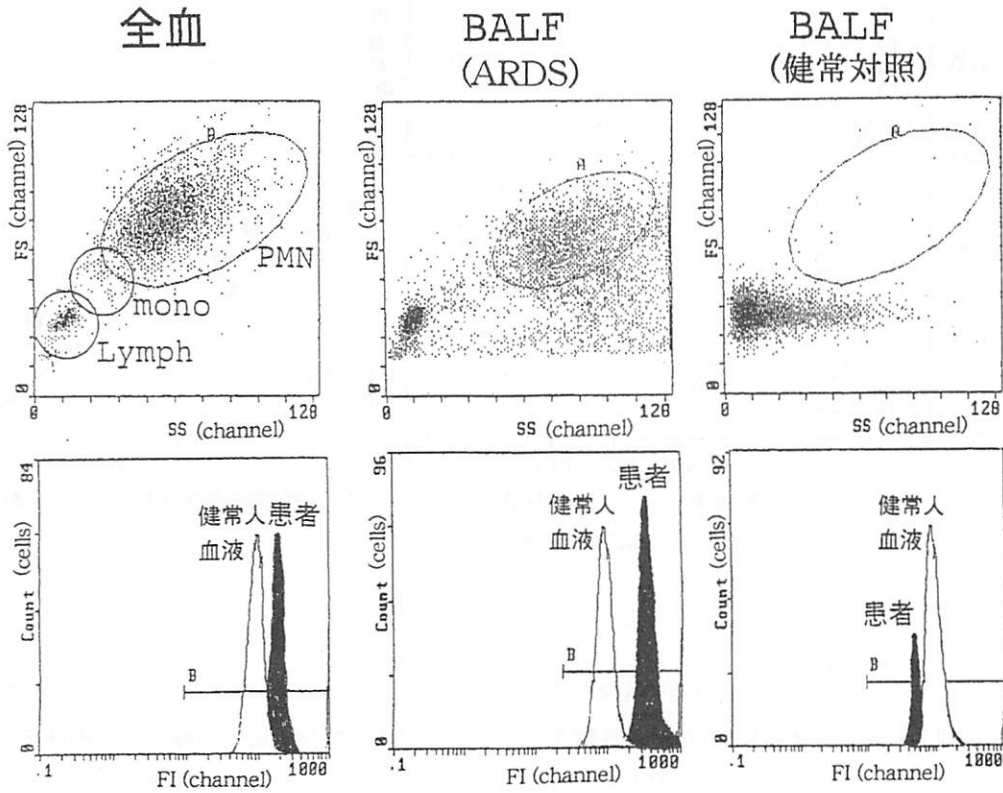 全血
BALF
(ARDS)
BALF
(健常対照)
128
FS (channel)
0
A
PMN
mono
Lymph
0
128
SS (channel)
128
FS (channel)
0
A
0
128
SS (channel)
128
FS (channel)
0
A
0
128
SS (channel)
84
Count (cells)
0
健常人 患者
血液
B
.1
1000
FI (channel)
96
Count (cells)
0
患者
健常人
血液
B
.1
1000
FI (channel)
92
Count (cells)
0
健常人
血液
患者
B
.1
1000
FI (channel)